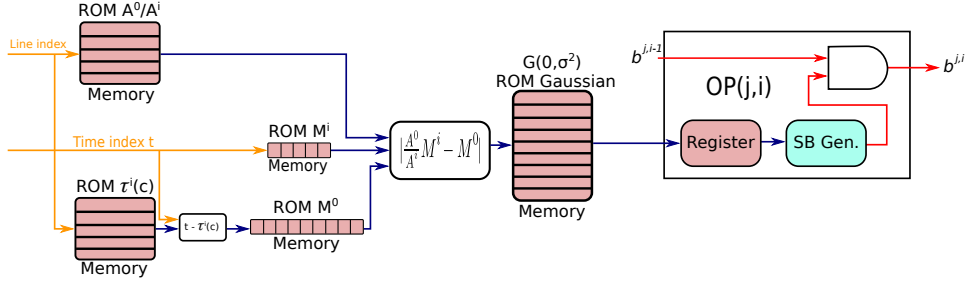 ROM A⁰/Aⁱ
Line index
Memory
Time index t
ROM Mⁱ
Memory
ROM τⁱ(c)
Memory
t - τⁱ(c)
ROM M⁰
Memory
|A⁰/Aⁱ Mⁱ − M⁰|
G(0,σ²)
ROM Gaussian
Memory
b^{j,i-1}
OP(j,i)
Register
SB Gen.
b^{j,i}